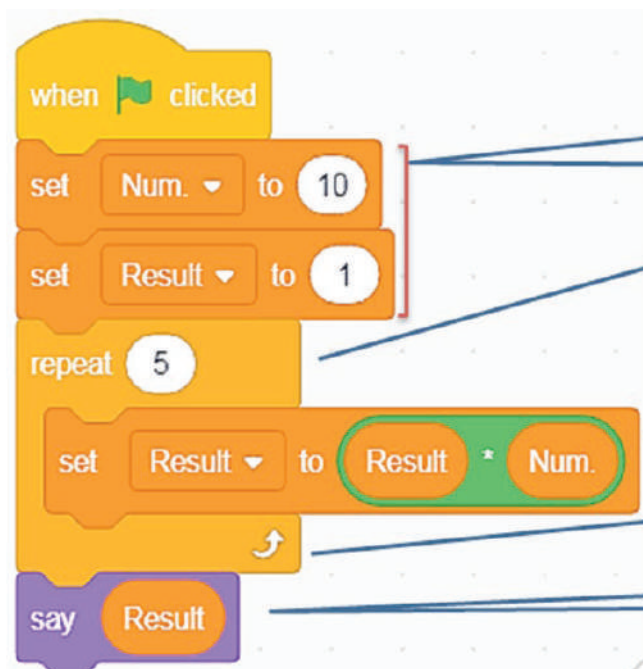 when clicked
set Num. to 10
set Result to 1
repeat 5
set Result to Result * Num.
say Result